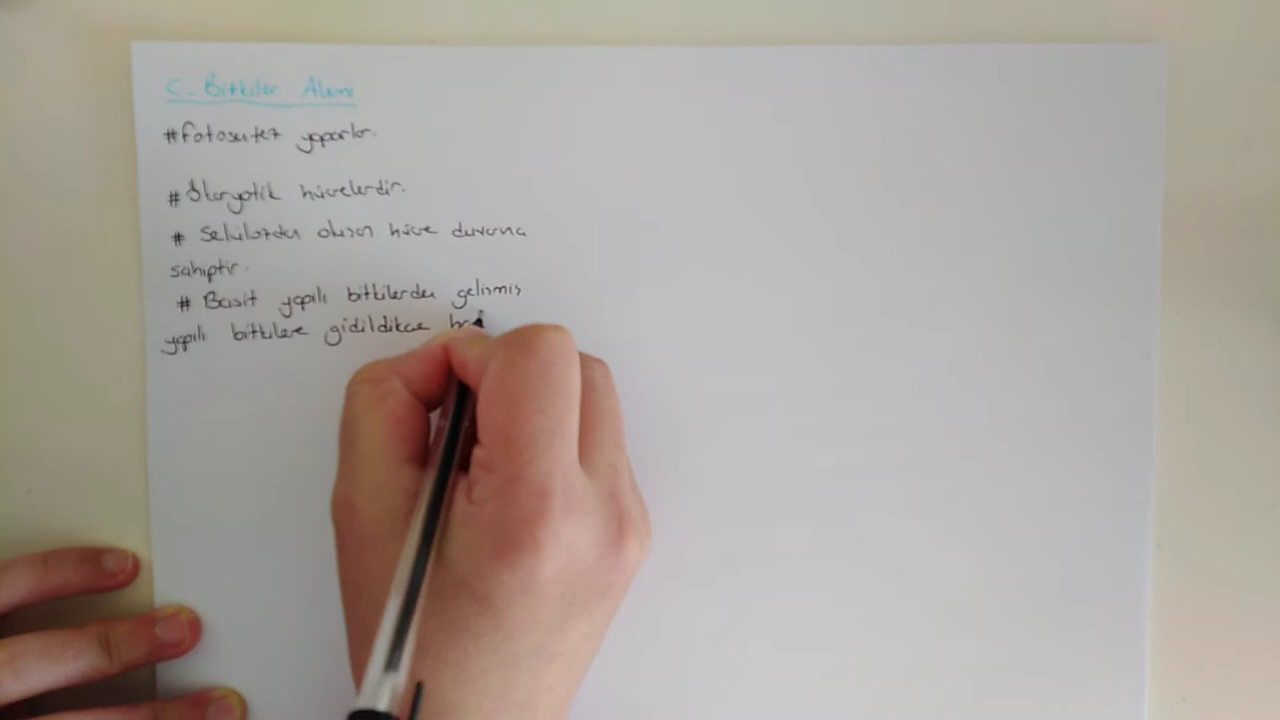 C. Bitkiler Alemi
#Fotosentez yaparlar.
# Ökaryotik hücrelerdir.
# Selülozdan oluşan hücre duvarına
sahiptir.
# Basit yapılı bitkilerden gelişmiş
yapılı bitkilere gidildikçe